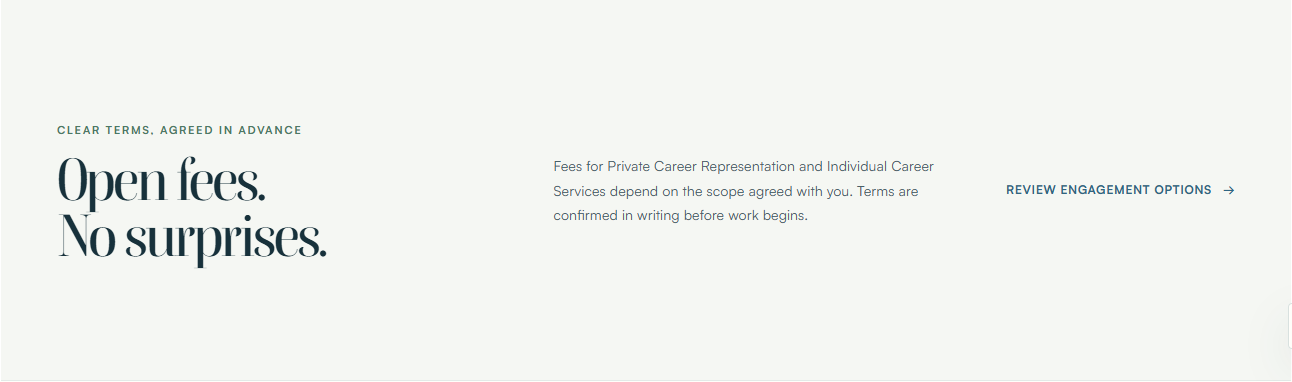 CLEAR TERMS, AGREED IN ADVANCE
Open fees.
No surprises.
Fees for Private Career Representation and Individual Career
Services depend on the scope agreed with you. Terms are
confirmed in writing before work begins.
REVIEW ENGAGEMENT OPTIONS →